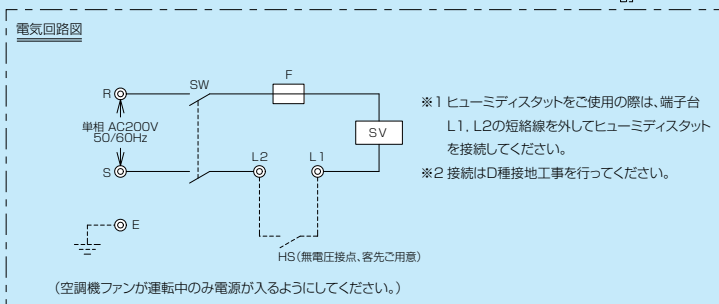 電気回路図
R
SW
F
単相 AC200V
50/60Hz
SV
S
L2
L1
E
HS(無電圧接点、客先ご用意)
(空調機ファンが運転中のみ電源が入るようにしてください。)
※1 ヒューミディスタットをご使用の際は、端子台
L1, L2の短絡線を外してヒューミディスタット
を接続してください。
※2 接続はD種接地工事を行ってください。